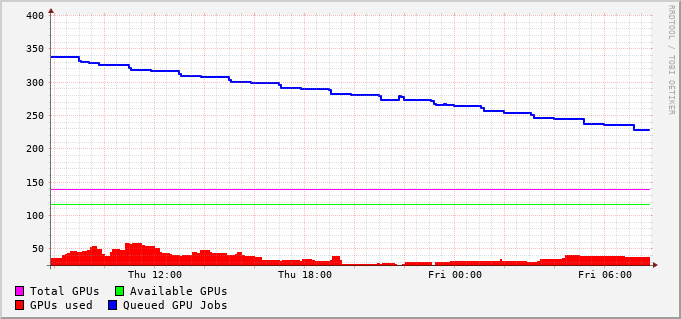 400
350
300
250
200
150
100
50
Thu 12:00 Thu 18:00 Fri 00:00 Fri 06:00
Total GPUs Available GPUs
GPUs used Queued GPU Jobs
RRDTOOL / TOBI OETIKER